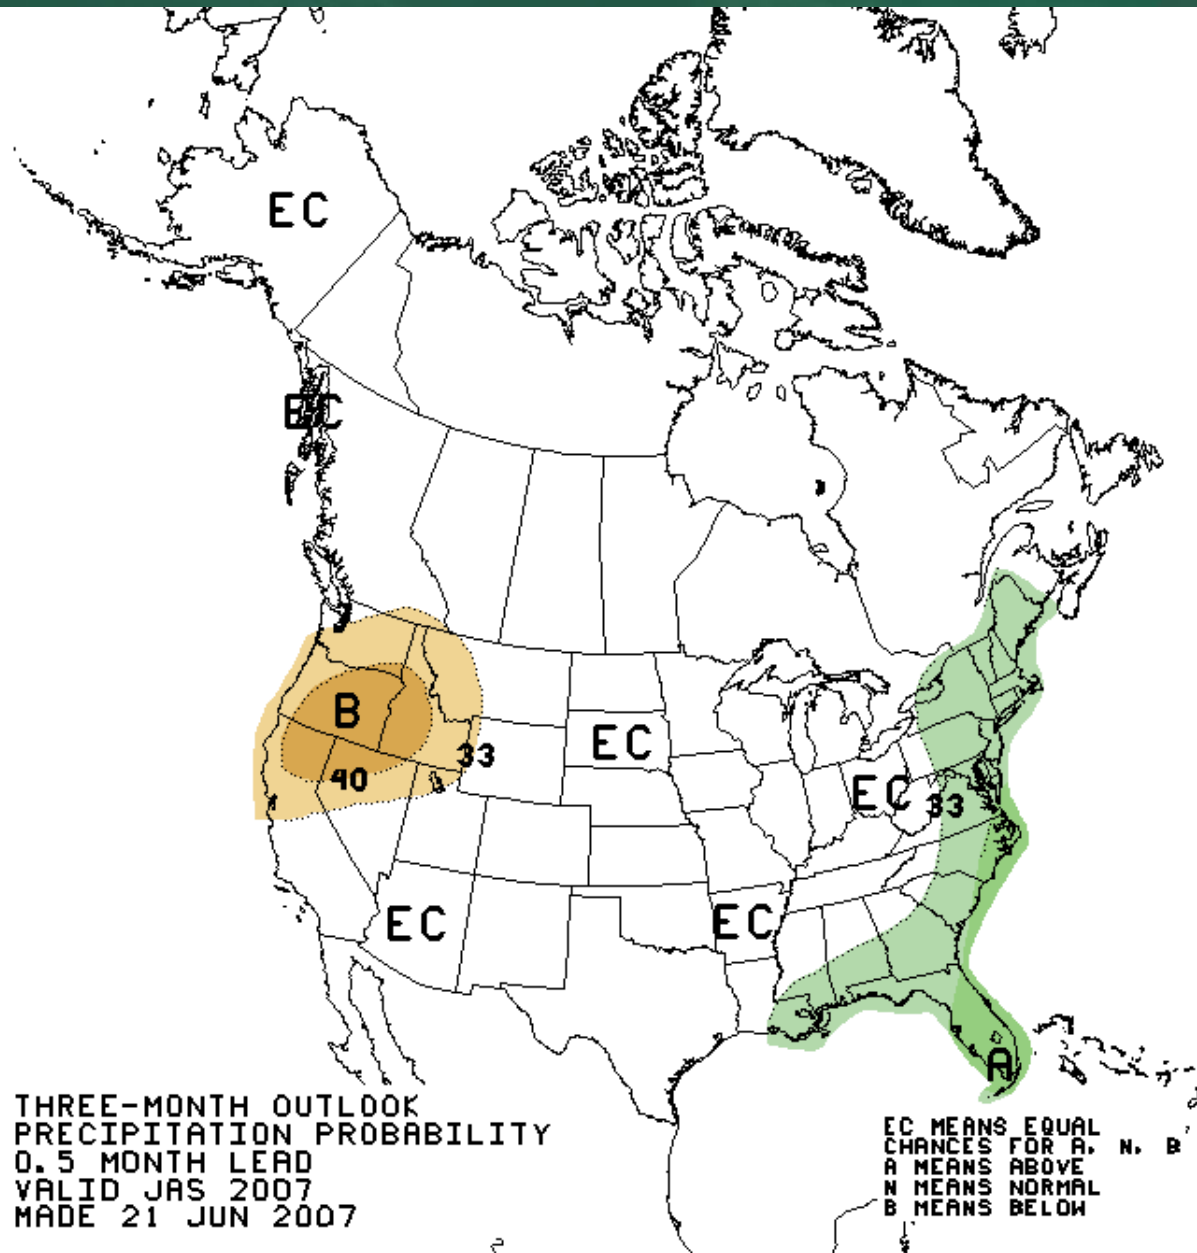 EC
EC
B
33
40
EC
EC
33
EC
EC
A
THREE-MONTH OUTLOOK
PRECIPITATION PROBABILITY
0.5 MONTH LEAD
VALID JAS 2007
MADE 21 JUN 2007
EC MEANS EQUAL
CHANCES FOR A, N, B
A MEANS ABOVE
N MEANS NORMAL
B MEANS BELOW